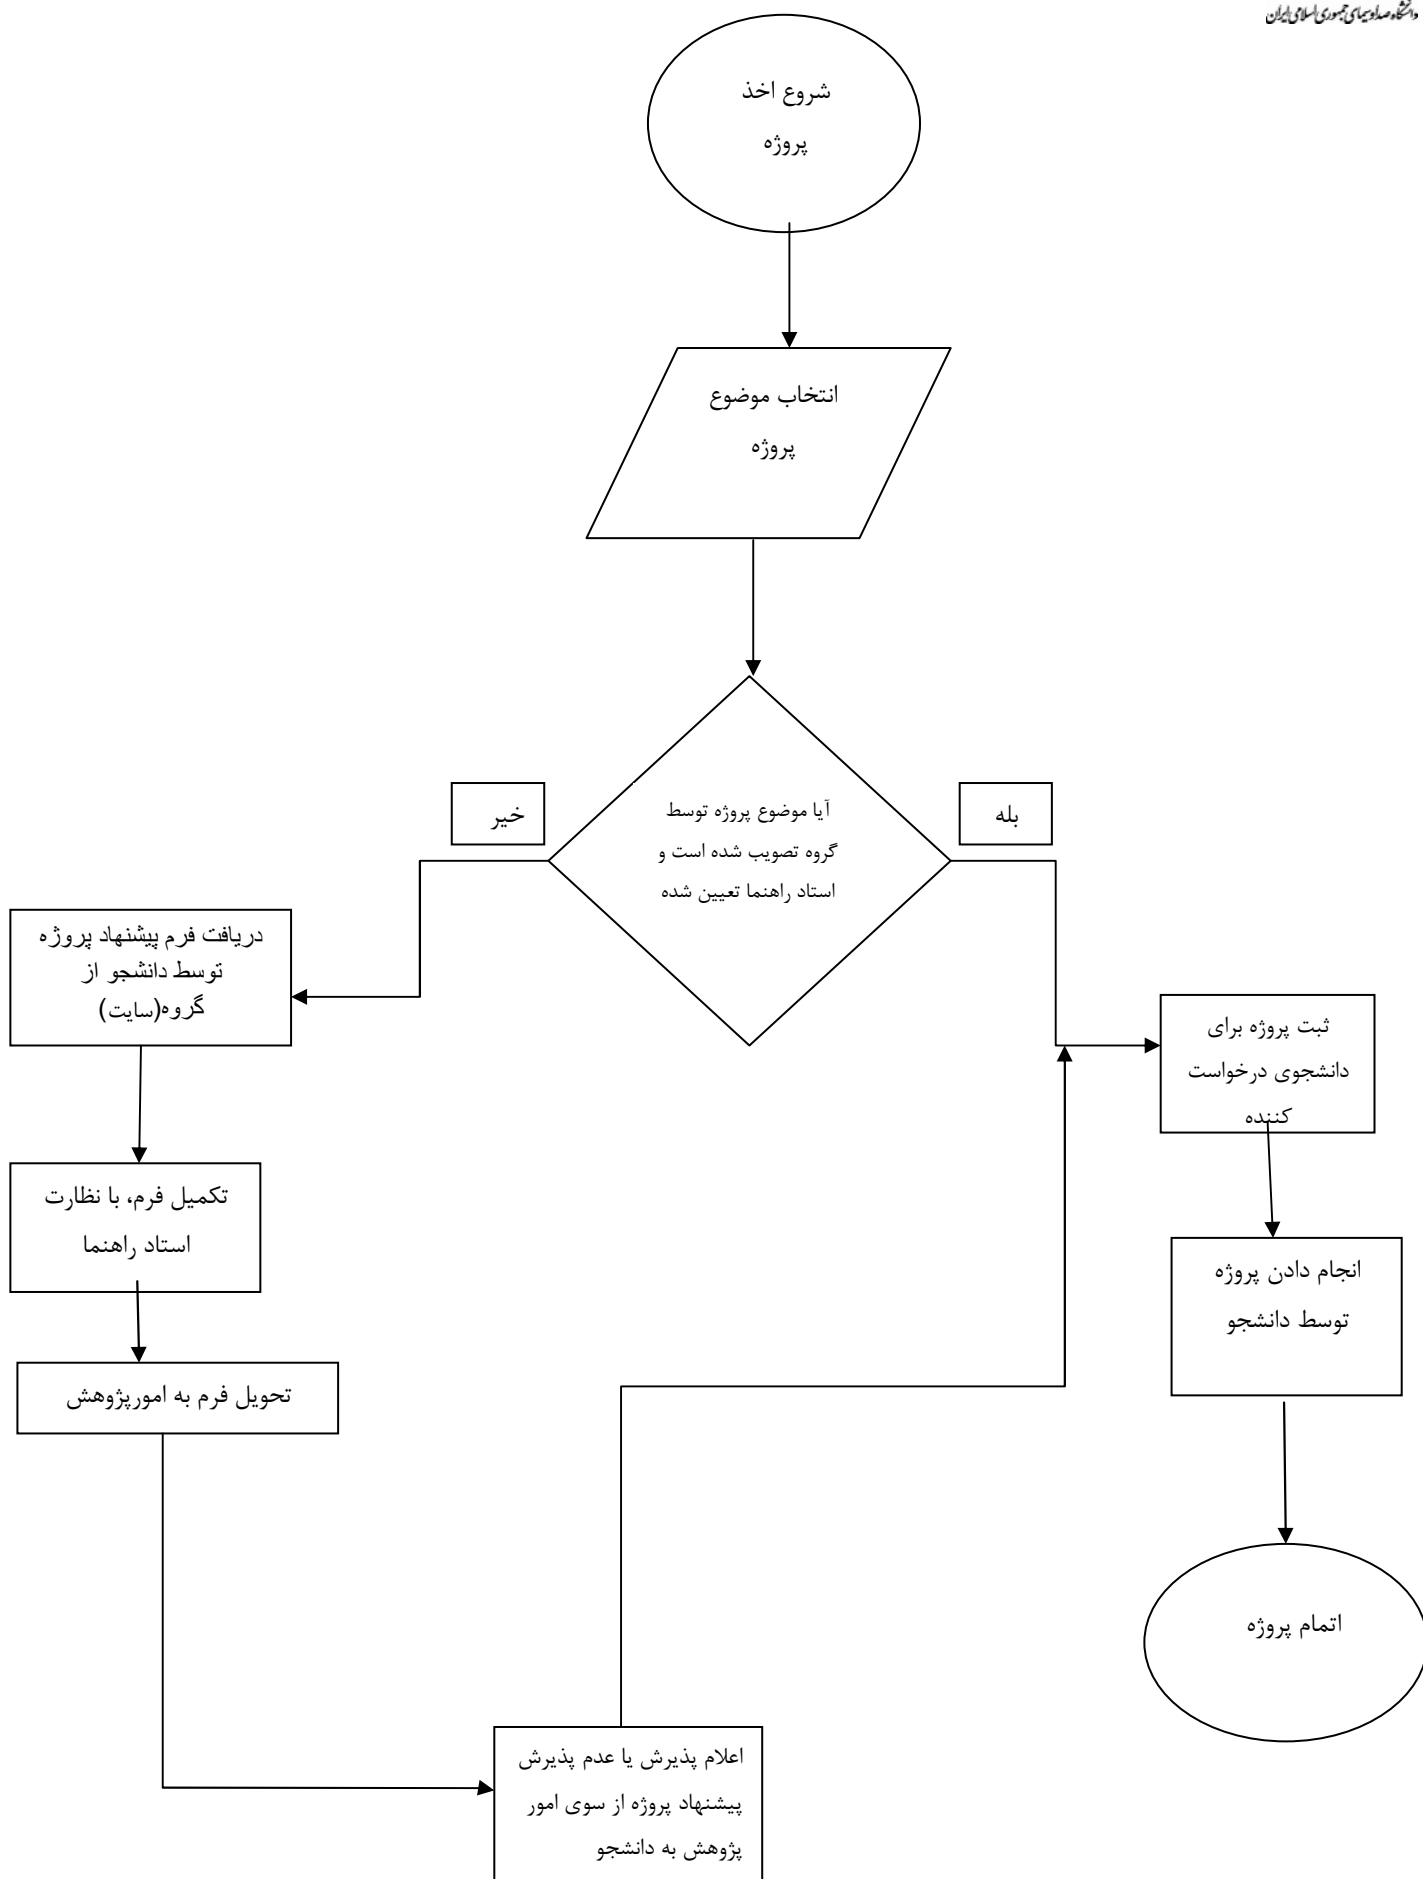 دانشگاه صداوسیمای جمهوری اسلامی ایران
شروع اخذ
پروژه
انتخاب موضوع
پروژه
آیا موضوع پروژه توسط
گروه تصویب شده است و
استاد راهنما تعیین شده
خیر
بله
دریافت فرم پیشنهاد پروژه
توسط دانشجو از
گروه(سایت)
تکمیل فرم، با نظارت
استاد راهنما
تحویل فرم به امورپژوهش
اعلام پذیرش یا عدم پذیرش
پیشنهاد پروژه از سوی امور
پژوهش به دانشجو
ثبت پروژه برای
دانشجوی درخواست
کننده
انجام دادن پروژه
توسط دانشجو
اتمام پروژه